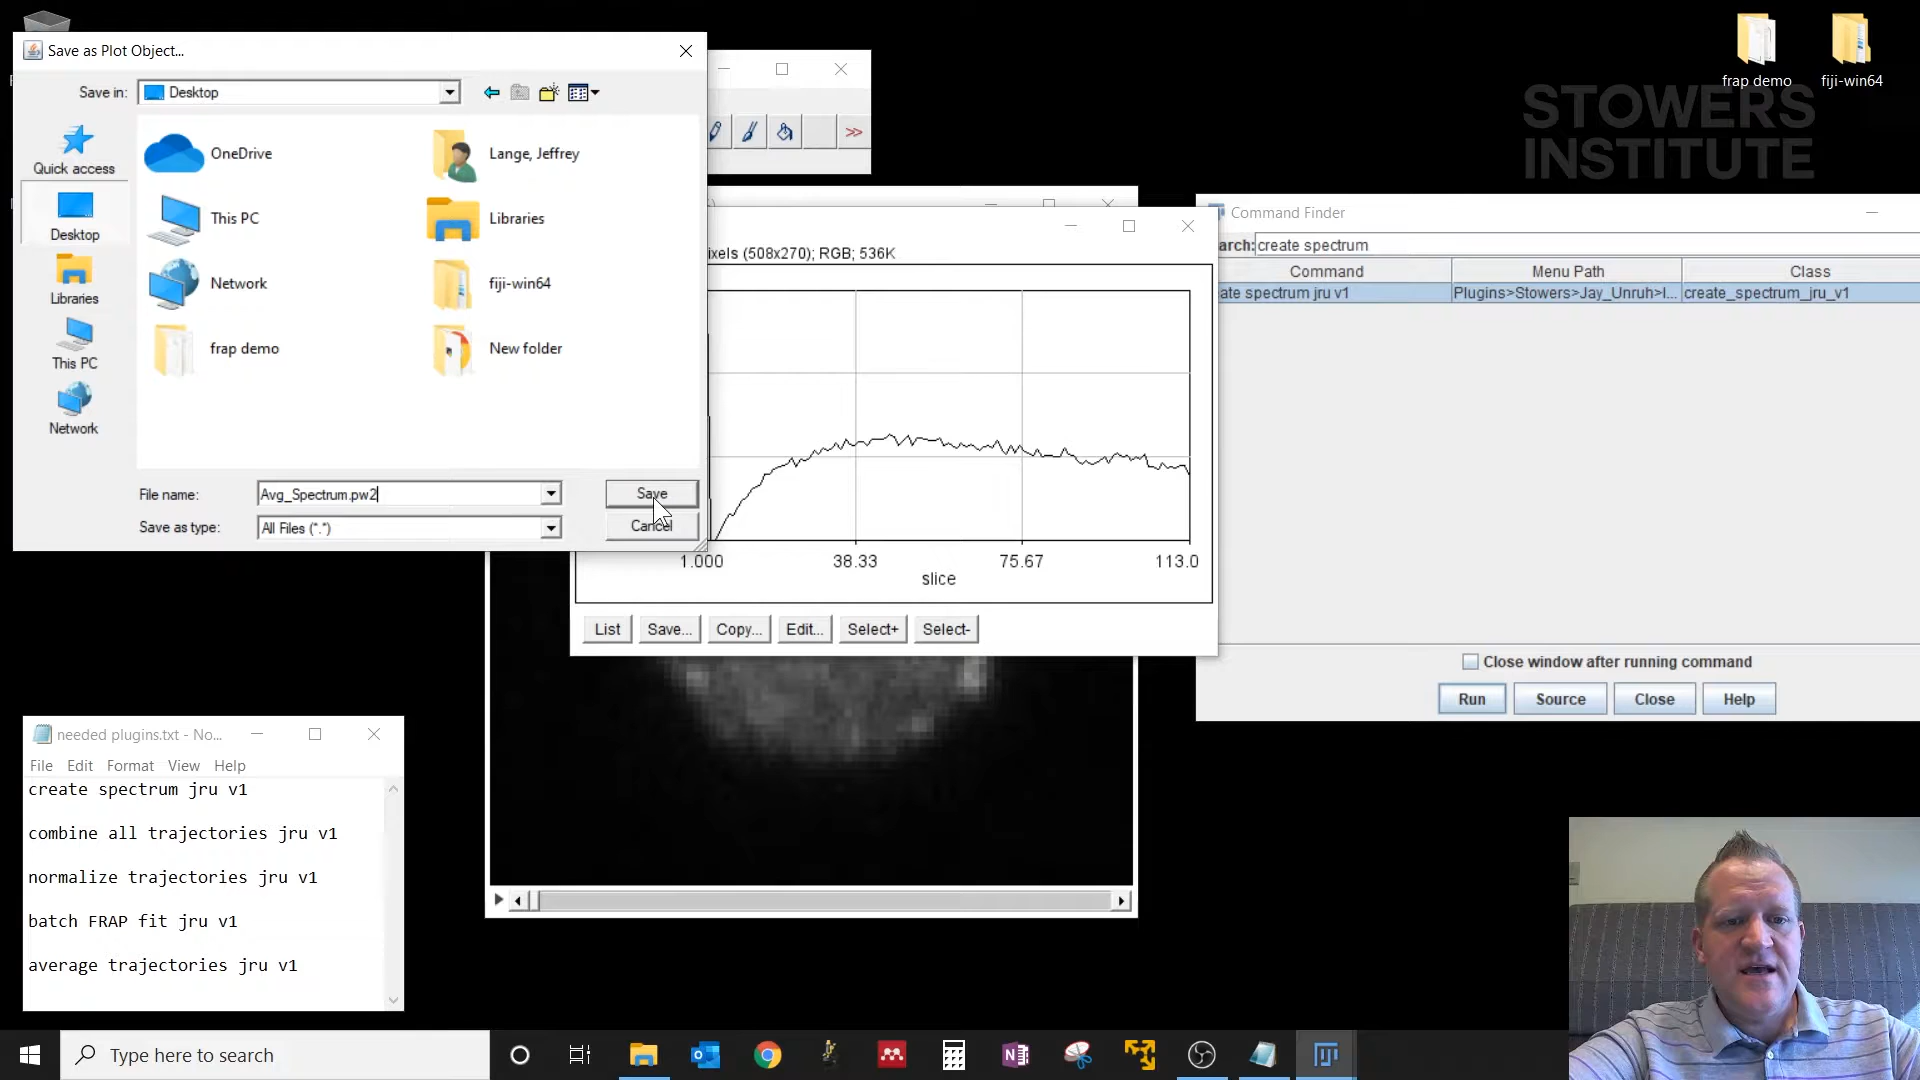 Save as Plot Object...
Save in:
Desktop
Quick access
Desktop
Libraries
This PC
Network
OneDrive
Lange, Jeffrey
This PC
Libraries
Network
fiji-win64
frap demo
New folder
File name:
Avg_Spectrum.pw2
Save
Save as type:
All Files (*.*)
Cancel
>>
frap demo
fiji-win64
STOWERS
INSTITUTE
ixels (508x270); RGB; 536K
1.000
38.33
75.67
113.0
slice
List
Save...
Copy...
Edit...
Select+
Select-
Command Finder
arch:
create spectrum
Command
Menu Path
Class
ate spectrum jru v1
Plugins>Stowers>Jay_Unruh>I...
create_spectrum_jru_v1
Close window after running command
Run
Source
Close
Help
needed plugins.txt - No...
File
Edit
Format
View
Help
create spectrum jru v1
combine all trajectories jru v1
normalize trajectories jru v1
batch FRAP fit jru v1
average trajectories jru v1
Type here to search